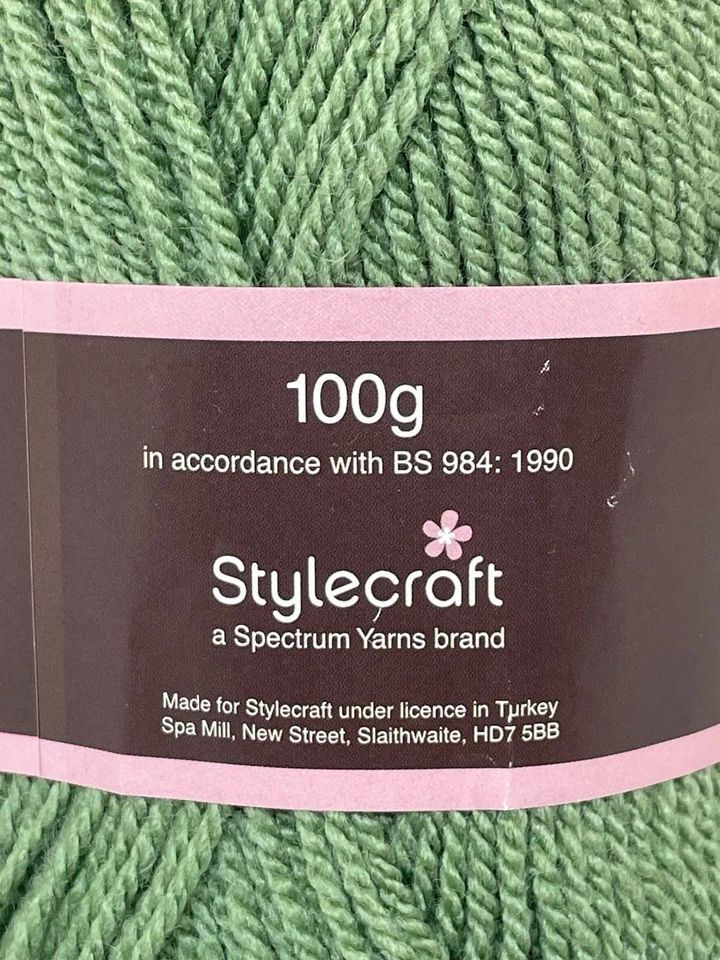 100g
in accordance with BS 984: 1990
Stylecraft
a Spectrum Yarns brand
Made for Stylecraft under licence in Turkey
Spa Mill, New Street, Slaithwaite, HD7 5BB